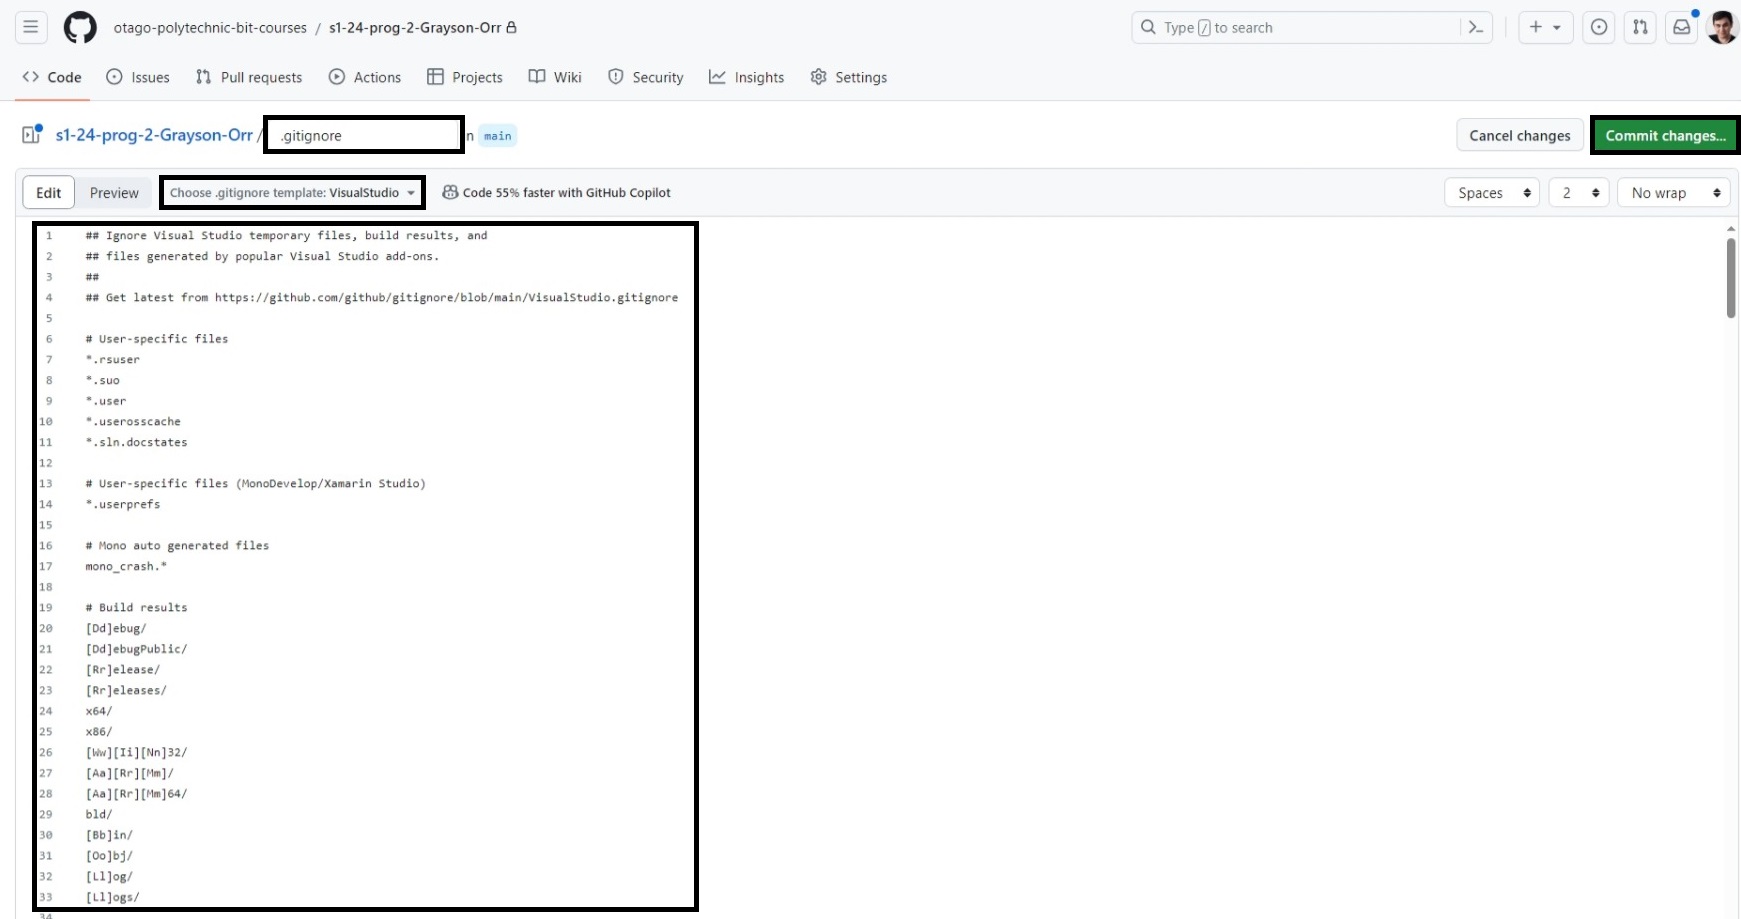 otago-polytechnic-bit-courses / s1-24-prog-2-Grayson-Orr
Type / to search
Code Issues Pull requests Actions Projects Wiki Security Insights Settings
s1-24-prog-2-Grayson-Orr / .gitignore n main
Cancel changes Commit changes...
Edit Preview Choose .gitignore template: VisualStudio Code 55% faster with GitHub Copilot Spaces 2 No wrap
1 ## Ignore Visual Studio temporary files, build results, and
2 ## files generated by popular Visual Studio add-ons.
3 ##
4 ## Get latest from https://github.com/github/gitignore/blob/main/VisualStudio.gitignore
5
6 # User-specific files
7 *.rsuser
8 *.suo
9 *.user
10 *.userosscache
11 *.sln.docstates
12
13 # User-specific files (MonoDevelop/Xamarin Studio)
14 *.userprefs
15
16 # Mono auto generated files
17 mono_crash.*
18
19 # Build results
20 [Dd]ebug/
21 [Dd]ebugPublic/
22 [Rr]elease/
23 [Rr]eleases/
24 x64/
25 x86/
26 [Ww][Ii][Nn]32/
27 [Aa][Rr][Mm]/
28 [Aa][Rr][Mm]64/
29 bld/
30 [Bb]in/
31 [Oo]bj/
32 [Ll]og/
33 [Ll]ogs/
34